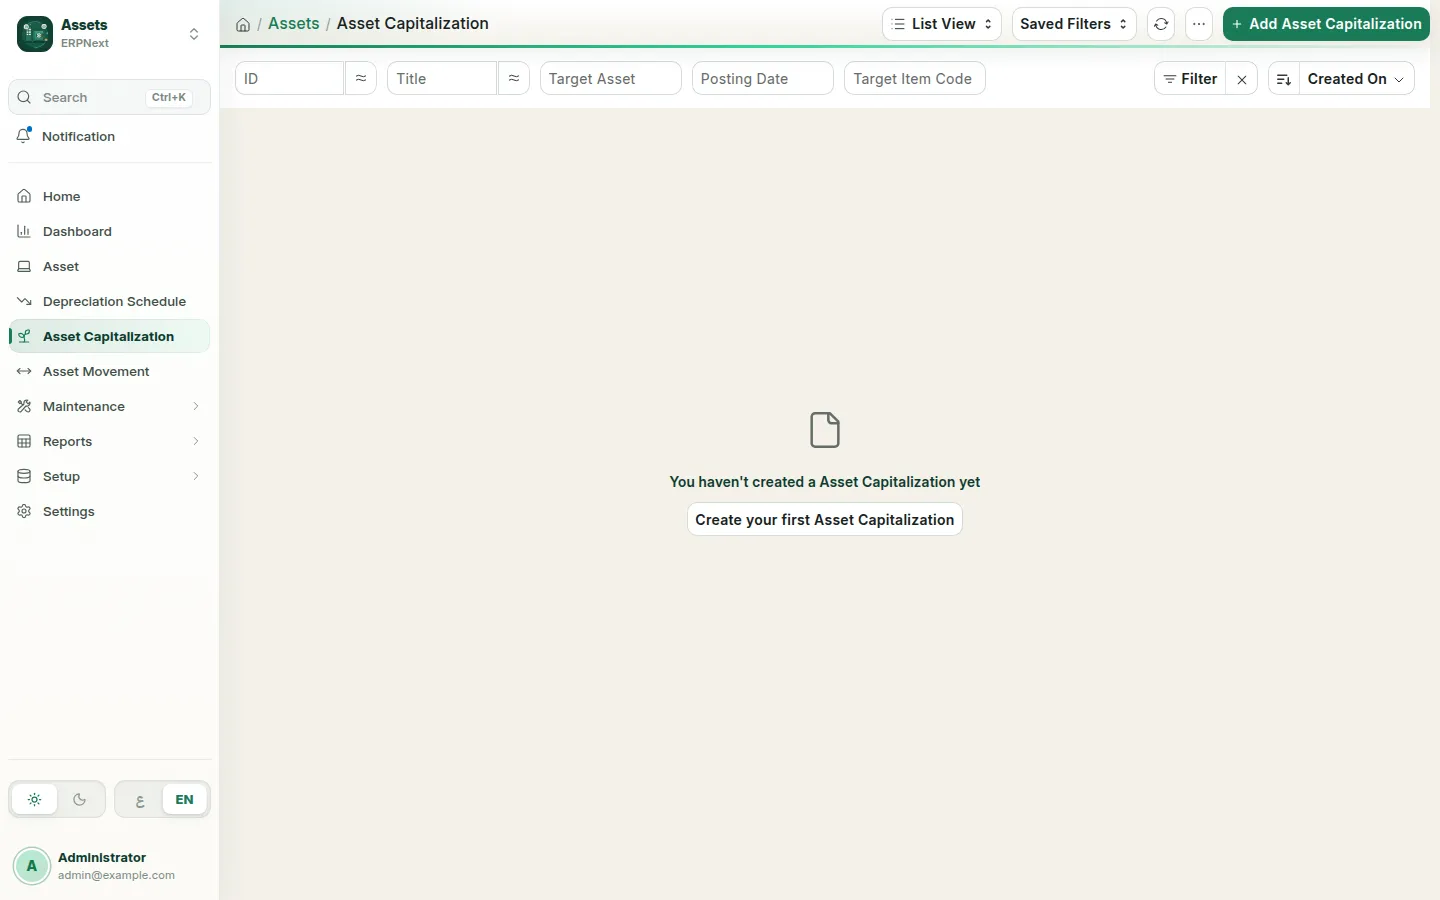 Assets
ERPNext
Search
Ctrl+K
Notification
Home
Dashboard
Asset
Depreciation Schedule
Asset Capitalization
Asset Movement
Maintenance
Reports
Setup
Settings
ع
EN
A
Administrator
admin@example.com
/ Assets / Asset Capitalization
List View
Saved Filters
+ Add Asset Capitalization
ID
≈
Title
≈
Target Asset
Posting Date
Target Item Code
Filter
Created On
You haven't created a Asset Capitalization yet
Create your first Asset Capitalization